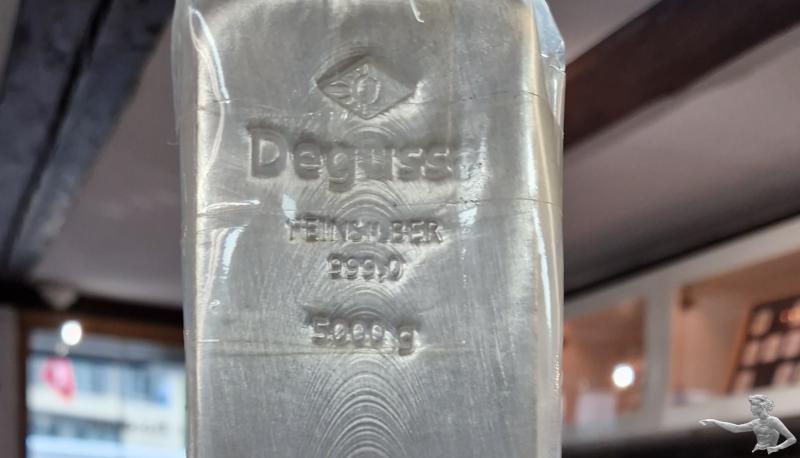 Degussa
FEINSILBER
999,0
5000 g